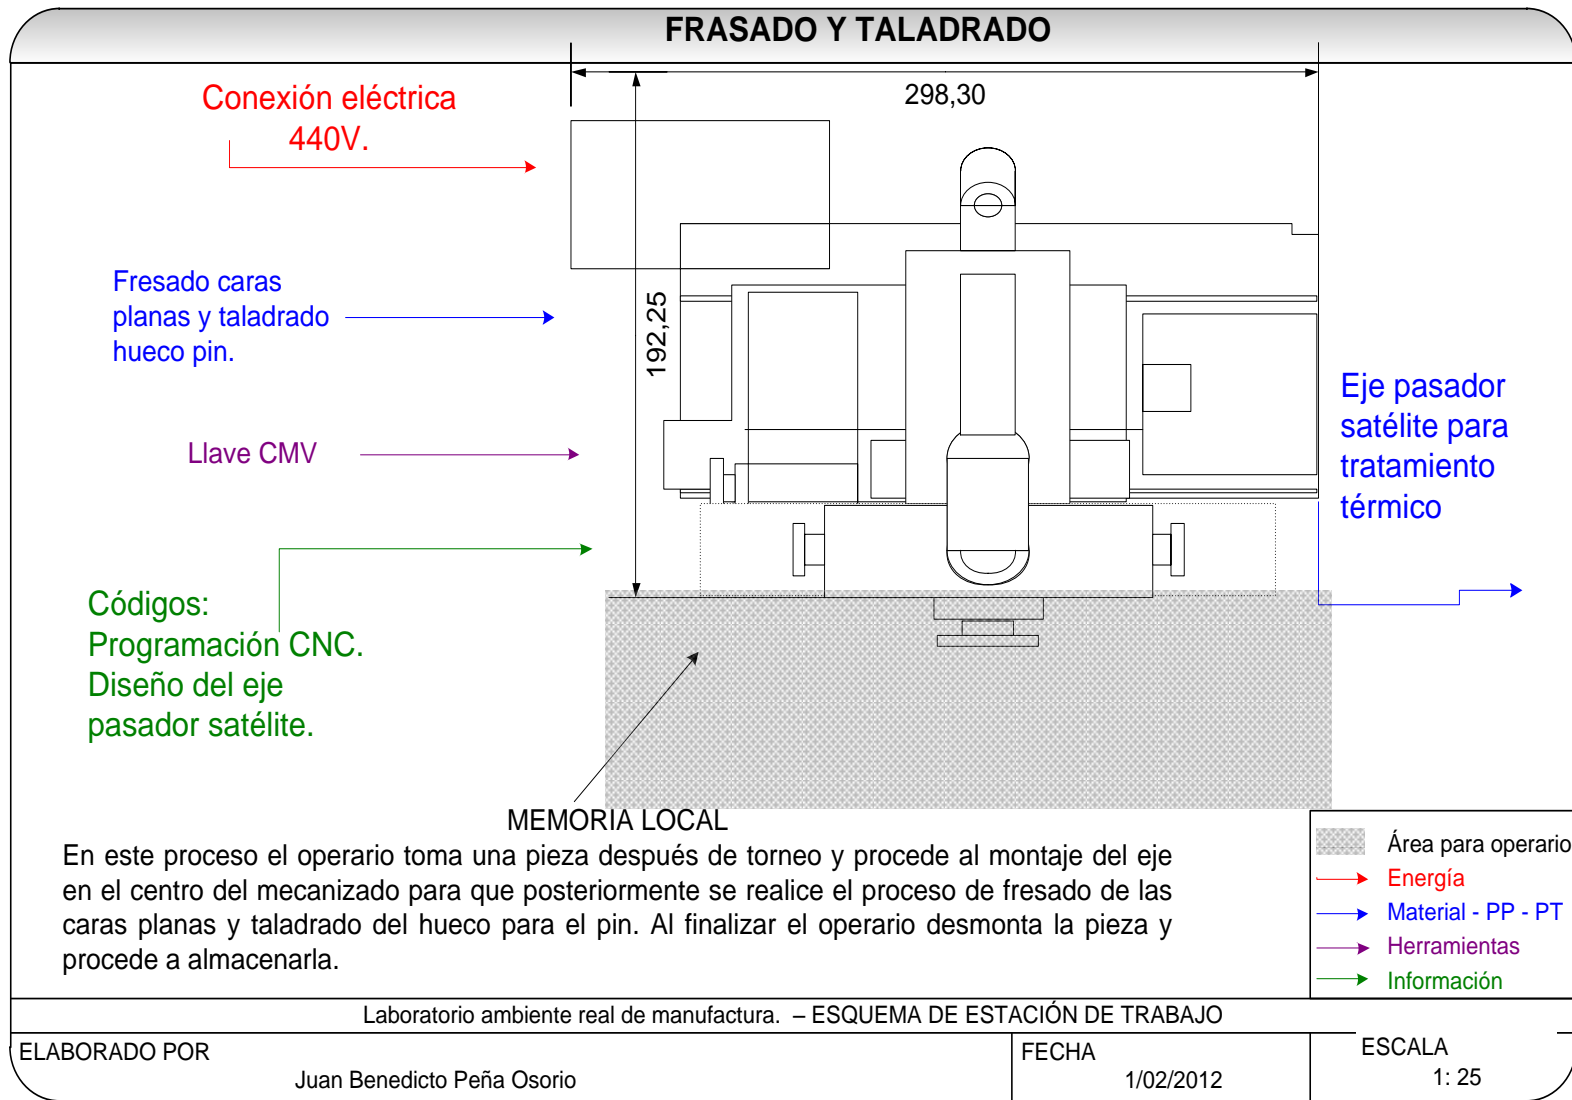 FRASADO Y TALADRADO
298,30
Conexión eléctrica
440V.
192,25
Fresado caras
planas y taladrado
hueco pin.
Llave CMV
Eje pasador
satélite para
tratamiento
térmico
Códigos:
Programación CNC.
Diseño del eje
pasador satélite.
MEMORIA LOCAL
En este proceso el operario toma una pieza después de torneo y procede al montaje del eje
en el centro del mecanizado para que posteriormente se realice el proceso de fresado de las
caras planas y taladrado del hueco para el pin. Al finalizar el operario desmonta la pieza y
procede a almacenarla.
Área para operario
Energía
Material - PP - PT
Herramientas
Información
Laboratorio ambiente real de manufactura. – ESQUEMA DE ESTACIÓN DE TRABAJO
ELABORADO POR
Juan Benedicto Peña Osorio
FECHA
1/02/2012
ESCALA
1: 25